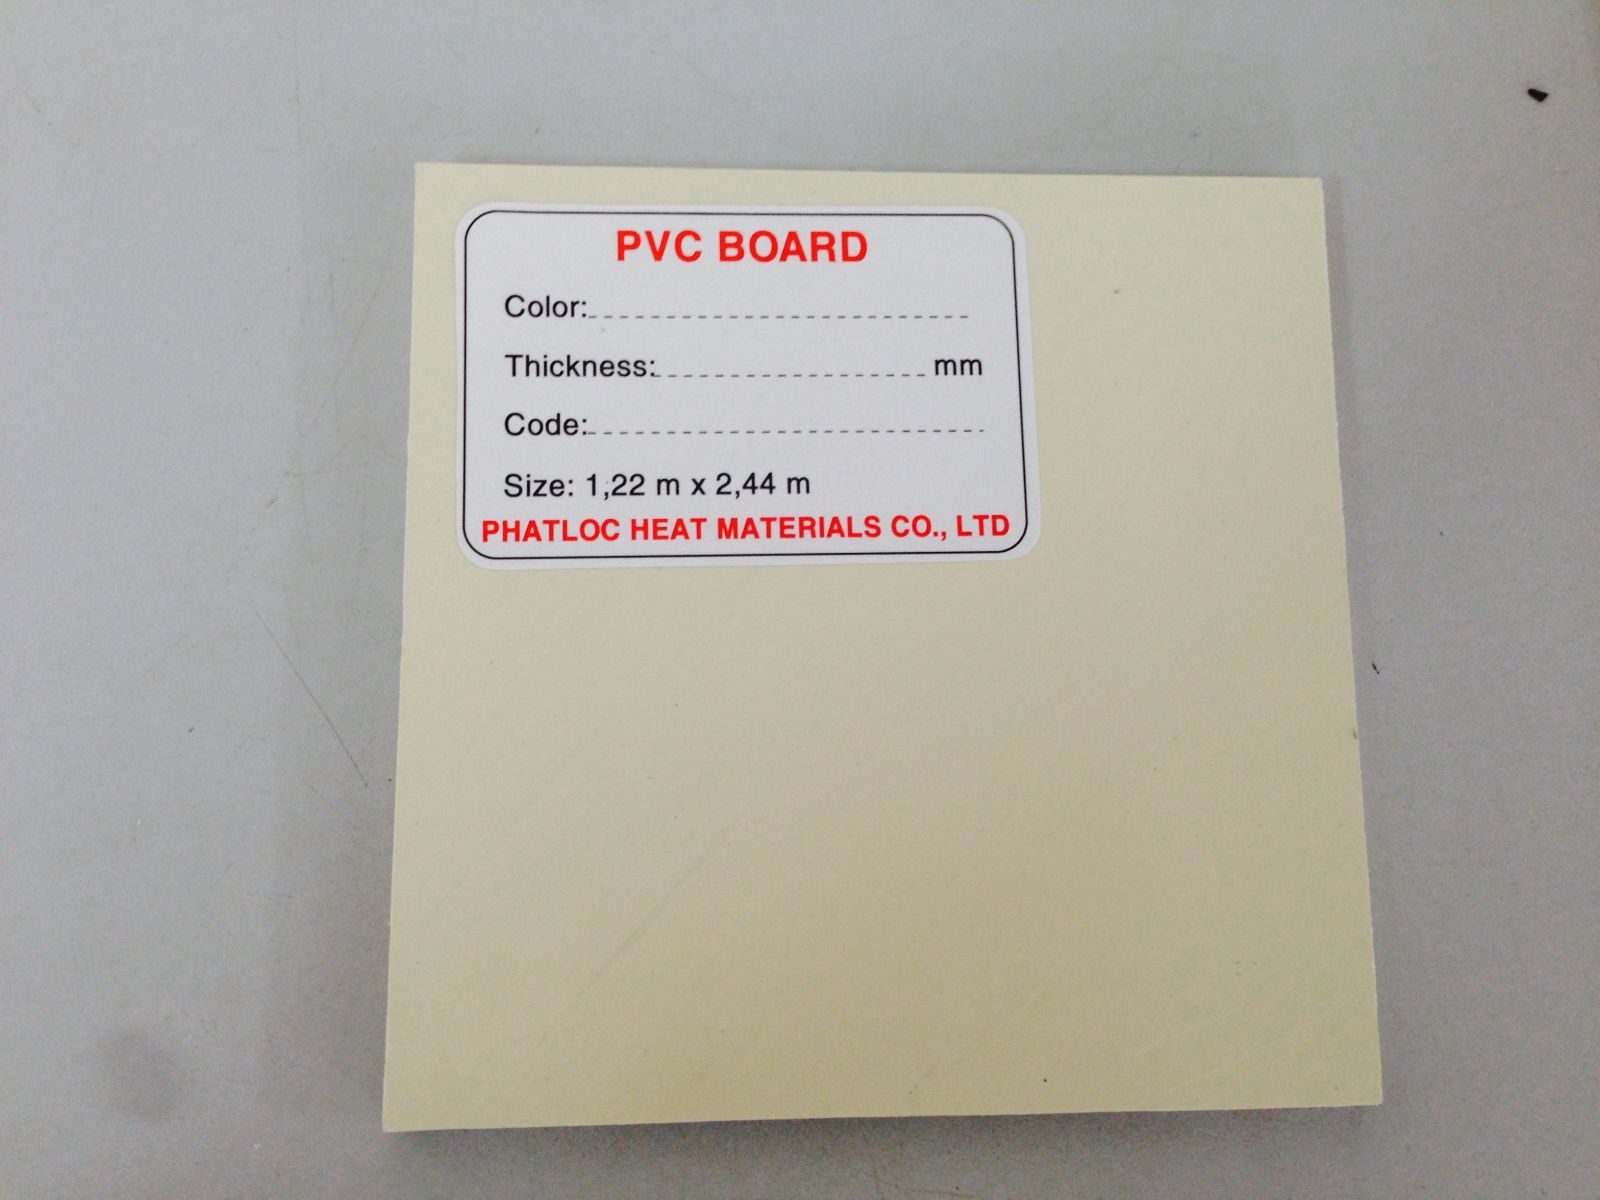 PVC BOARD
Color:
Thickness: mm
Code:
Size: 1,22 m x 2,44 m
PHATLOC HEAT MATERIALS CO., LTD